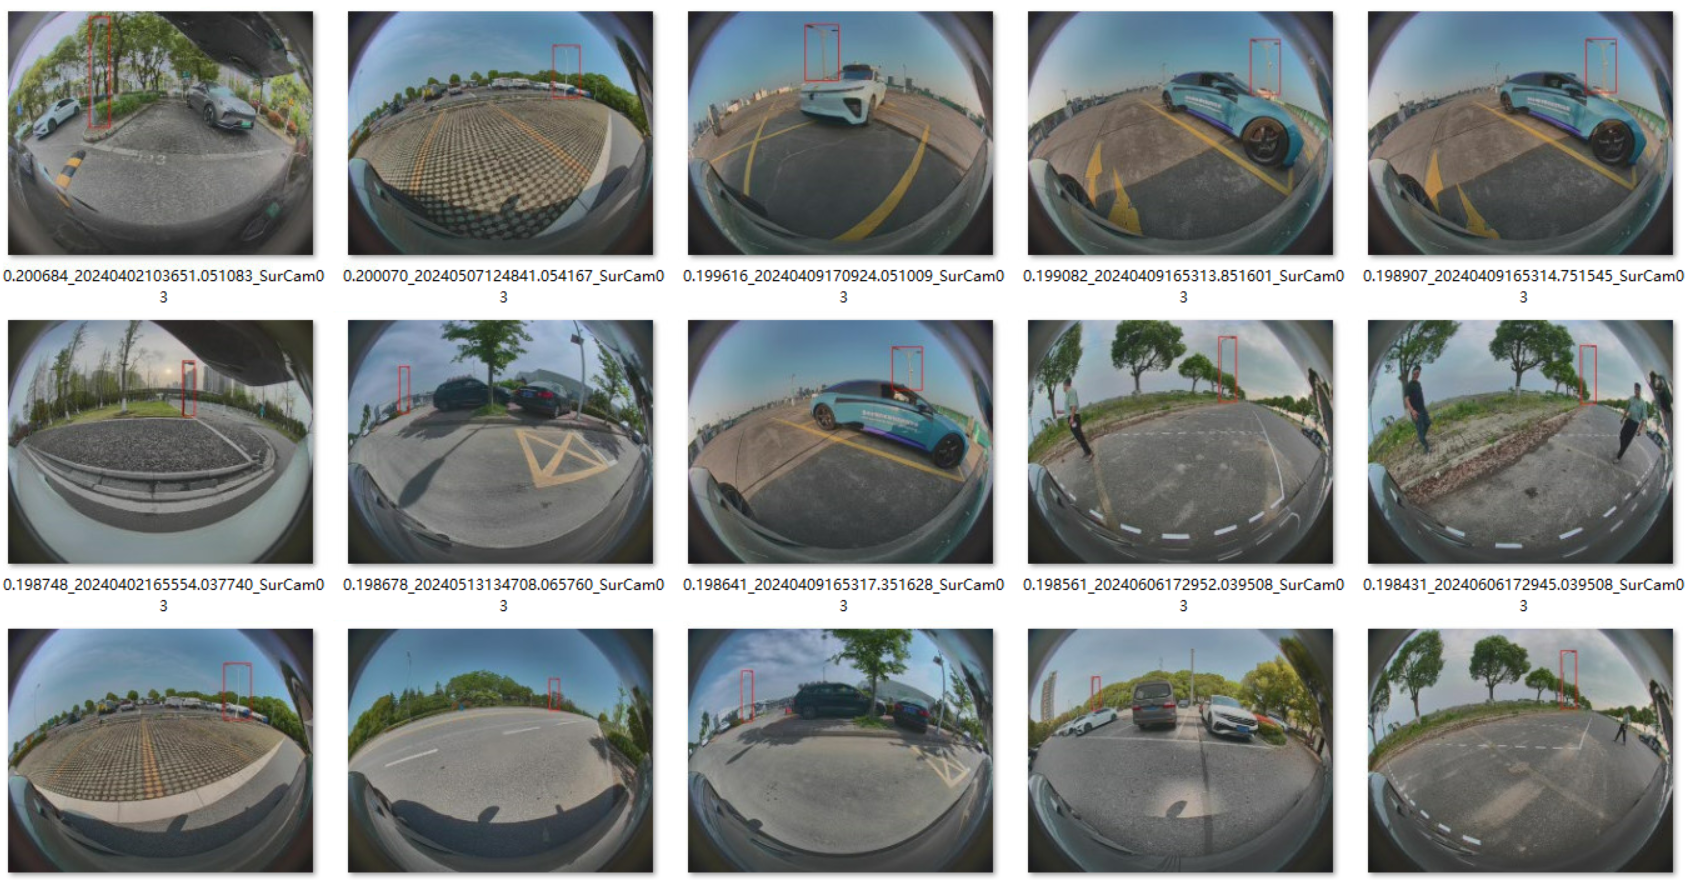 0.200684_20240402103651.051083_SurCam0
3
0.200070_20240507124841.054167_SurCam0
3
0.199616_20240409170924.051009_SurCam0
3
0.199082_20240409165313.851601_SurCam0
3
0.198907_20240409165314.751545_SurCam0
3
0.198748_20240402165554.037740_SurCam0
3
0.198678_20240513134708.065760_SurCam0
3
0.198641_20240409165317.351628_SurCam0
3
0.198561_20240606172952.039508_SurCam0
3
0.198431_20240606172945.039508_SurCam0
3